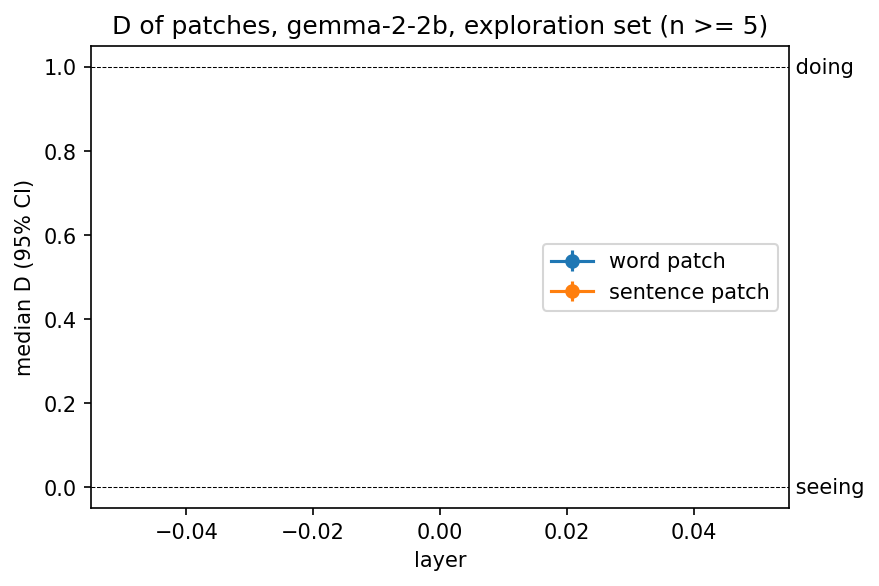 D of patches, gemma-2-2b, exploration set (n >= 5)
1.0
doing
0.8
0.6
0.4
0.2
0.0
seeing
median D (95% CI)
word patch
sentence patch
−0.04
−0.02
0.00
0.02
0.04
layer